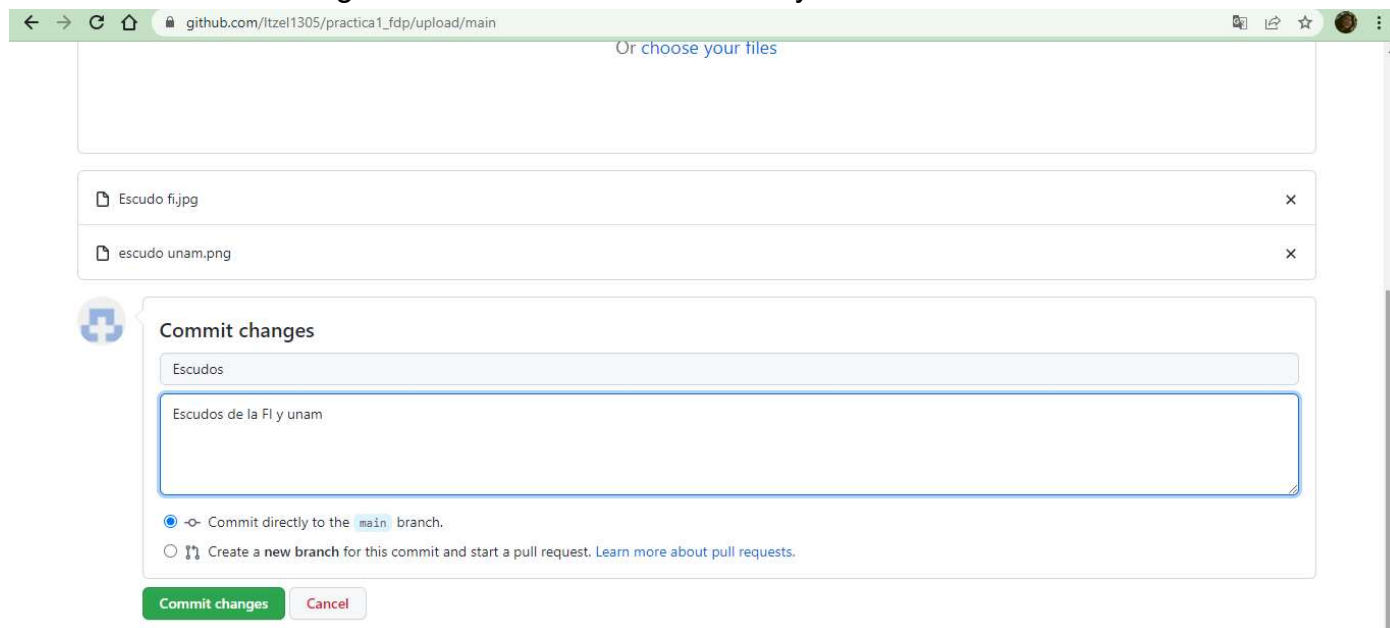 github.com/Itzel1305/practica1_fdp/upload/main
Or choose your files
Escudo fi.jpg
escudo unam.png
Commit changes
Escudos
Escudos de la FI y unam
Commit directly to the main branch.
Create a new branch for this commit and start a pull request. Learn more about pull requests.
Commit changes Cancel